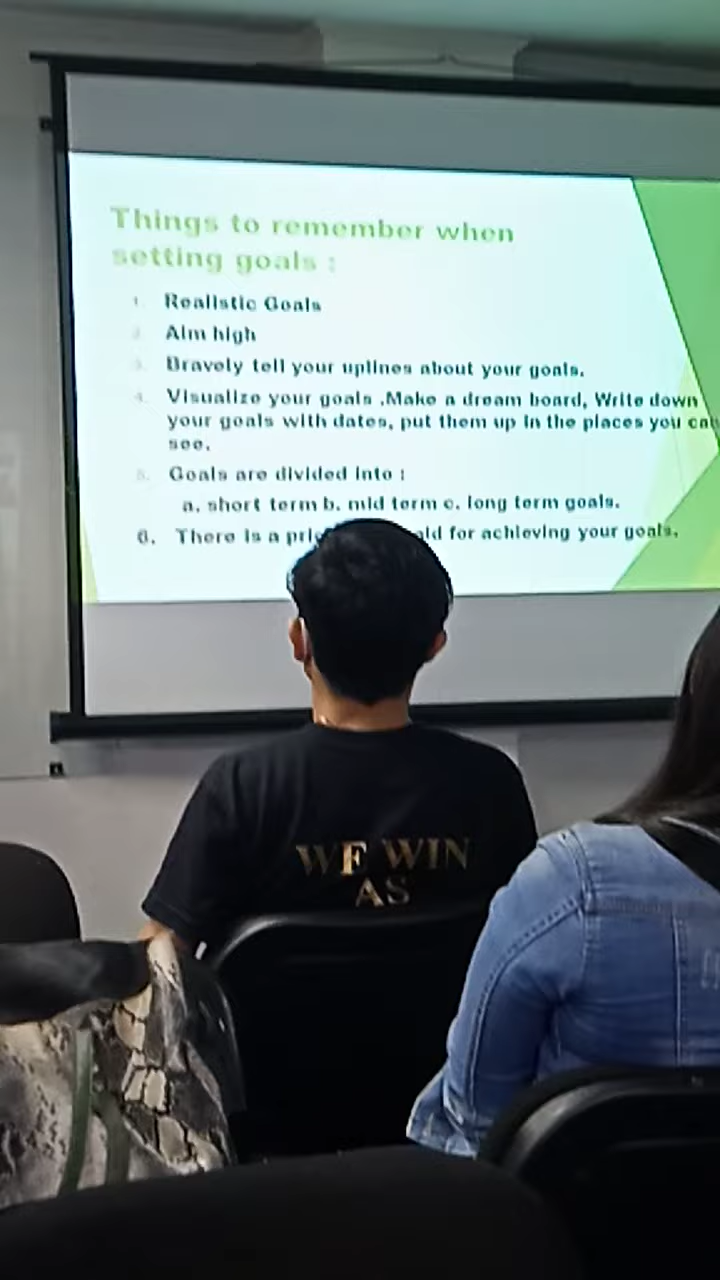 Things to remember when
setting goals :
1. Realistic Goals
2. Aim high
3. Bravely tell your uplines about your goals.
4. Visualize your goals .Make a dream board, Write down
your goals with dates, put them up in the places you can
see.
5. Goals are divided into :
a. short term b. mid term c. long term goals.
6. There is a for achieving your goals.
WE WIN
AS